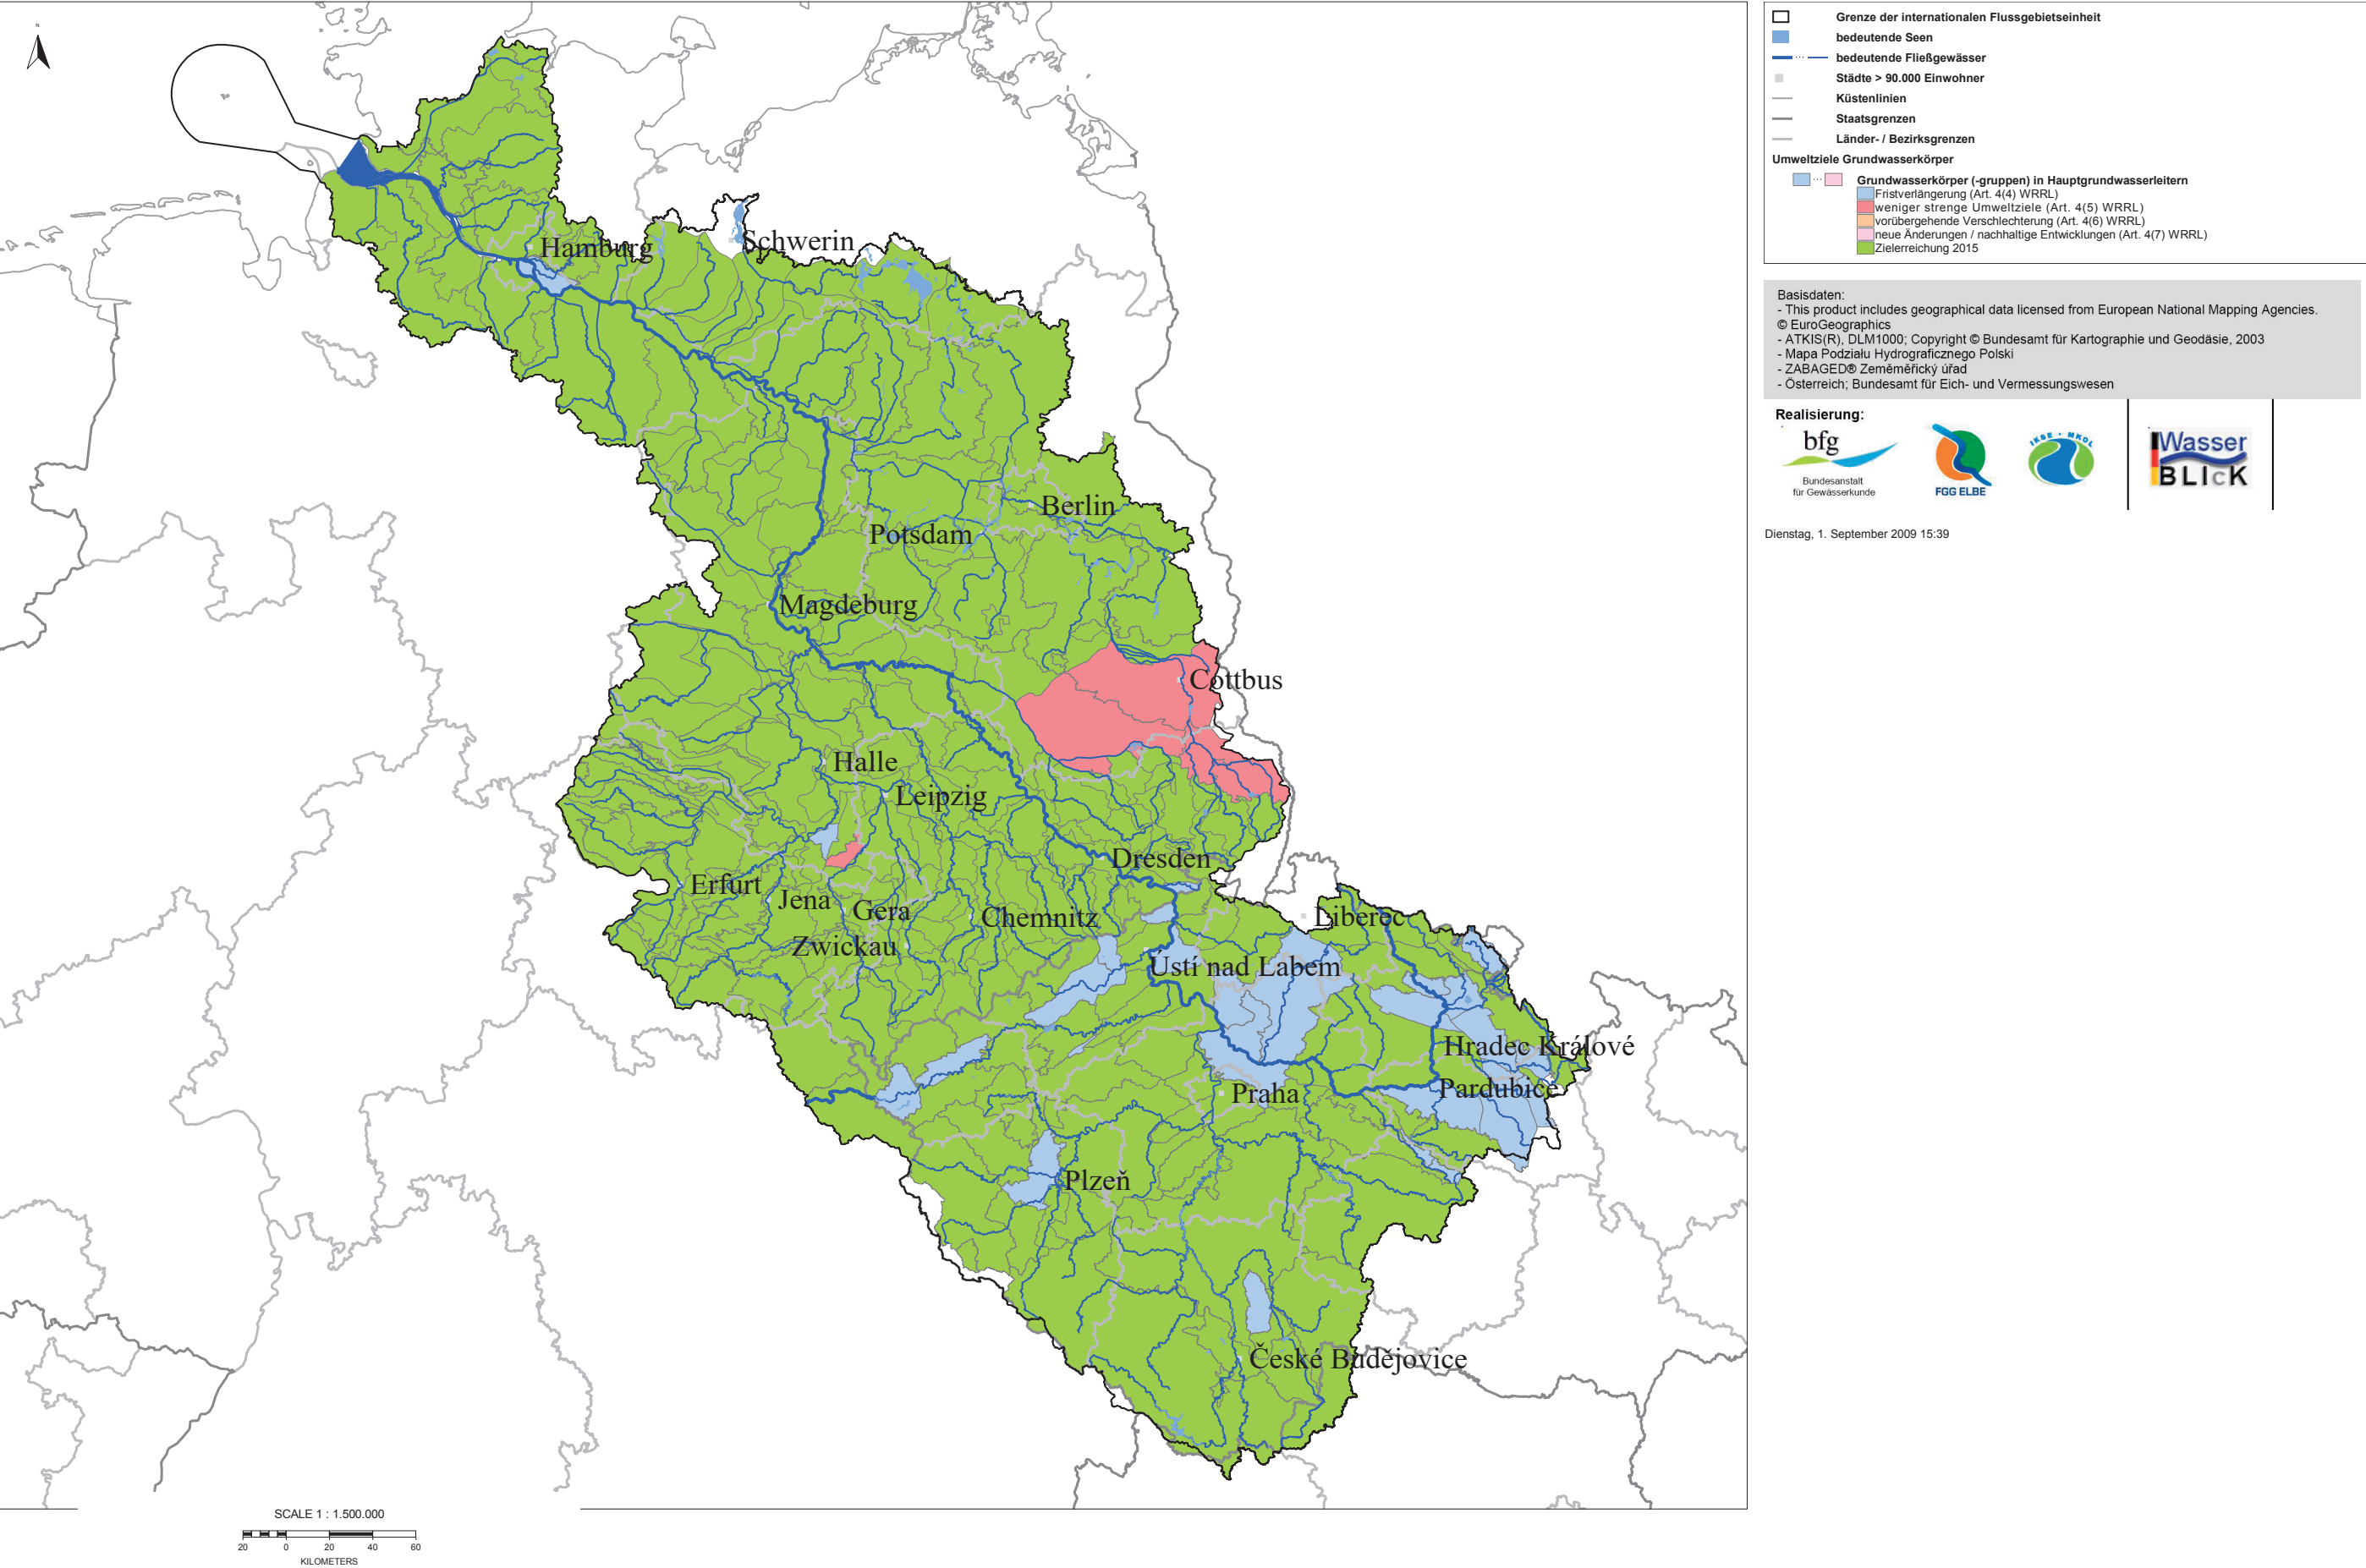 Hamburg
Schwerin
Berlin
Potsdam
Magdeburg
Cottbus
Halle
Leipzig
Dresden
Erfurt
Jena
Gera
Chemnitz
Liberec
Zwickau
Ústí nad Labem
Hradec Králové
Praha
Pardubice
Plzeň
České Budějovice
SCALE 1 : 1.500.000
20 0 20 40 60
KILOMETERS
Grenze der internationalen Flussgebietseinheit
bedeutende Seen
bedeutende Fließgewässer
Städte > 90.000 Einwohner
Küstenlinien
Staatsgrenzen
Länder- / Bezirksgrenzen
Umweltziele Grundwasserkörper
Grundwasserkörper (-gruppen) in Hauptgrundwasserleitern
Fristverlängerung (Art. 4(4) WRRL)
weniger strenge Umweltziele (Art. 4(5) WRRL)
vorübergehende Verschlechterung (Art. 4(6) WRRL)
neue Änderungen / nachhaltige Entwicklungen (Art. 4(7) WRRL)
Zielerreichung 2015
Basisdaten:
- This product includes geographical data licensed from European National Mapping Agencies.
© EuroGeographics
- ATKIS(R), DLM1000; Copyright © Bundesamt für Kartographie und Geodäsie, 2003
- Mapa Podziału Hydrograficznego Polski
- ZABAGED® Zeměměřický úřad
- Österreich; Bundesamt für Eich- und Vermessungswesen
Realisierung:
bfg
Bundesanstalt
für Gewässerkunde
FGG ELBE
IKSE • MKOL
Wasser
BLIcK
Dienstag, 1. September 2009 15:39